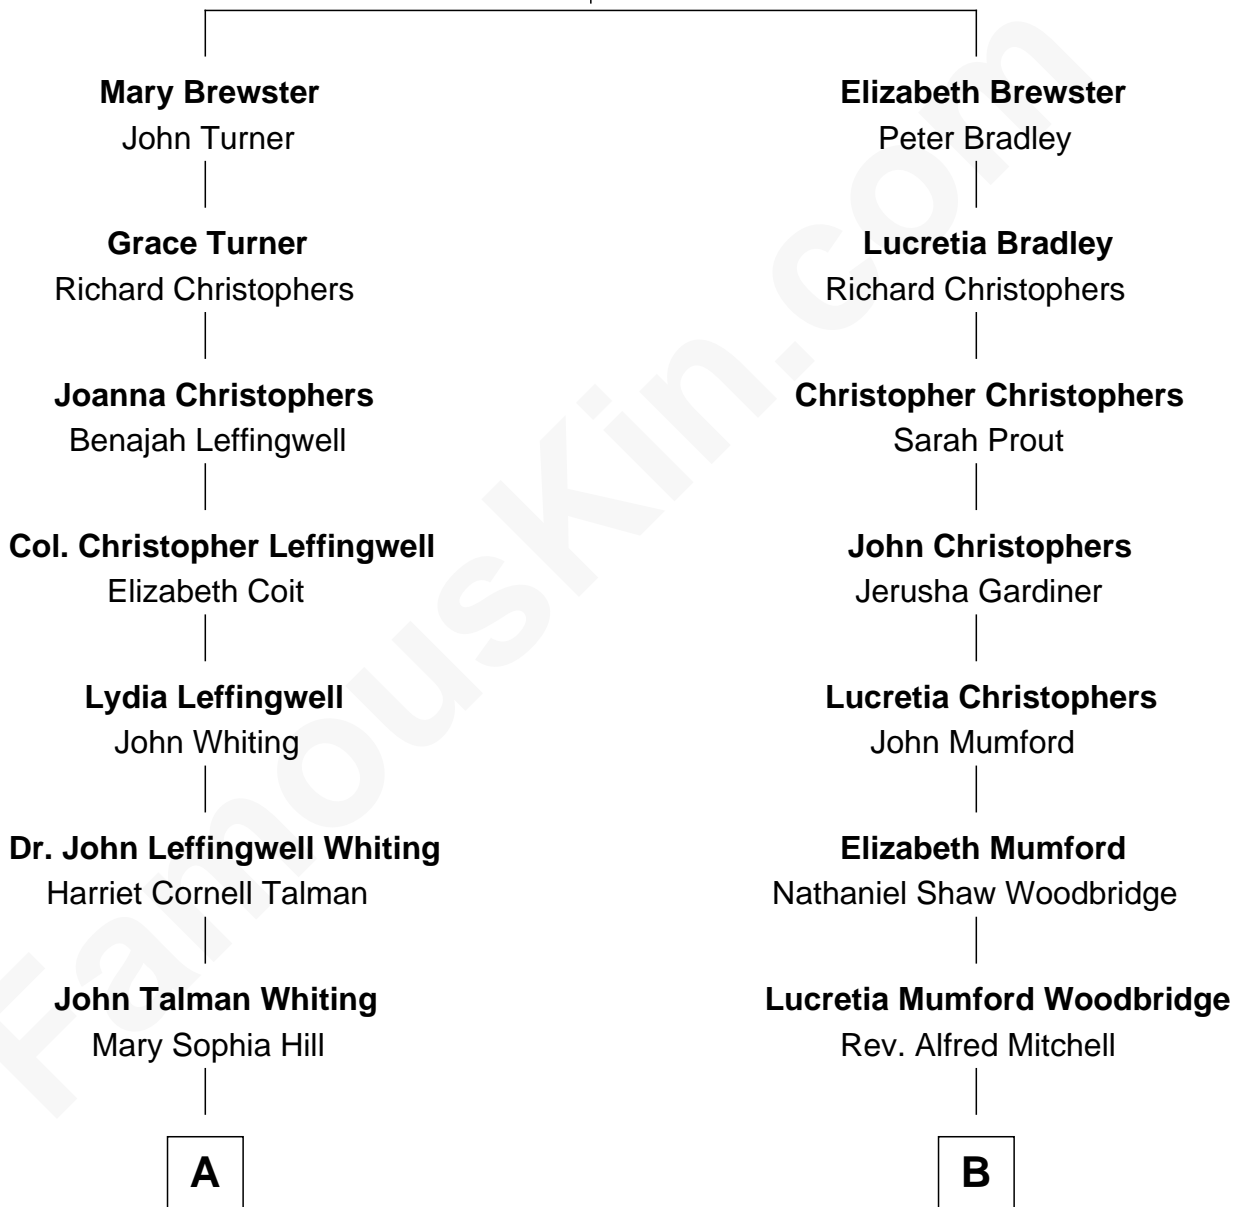 Mary Brewster
John Turner
Grace Turner
Richard Christophers
Joanna Christophers
Benajah Leffingwell
Col. Christopher Leffingwell
Elizabeth Coit
Lydia Leffingwell
John Whiting
Dr. John Leffingwell Whiting
Harriet Cornell Talman
John Talman Whiting
Mary Sophia Hill
A
Elizabeth Brewster
Peter Bradley
Lucretia Bradley
Richard Christophers
Christopher Christophers
Sarah Prout
John Christophers
Jerusha Gardiner
Lucretia Christophers
John Mumford
Elizabeth Mumford
Nathaniel Shaw Woodbridge
Lucretia Mumford Woodbridge
Rev. Alfred Mitchell
B
FamousKin.com